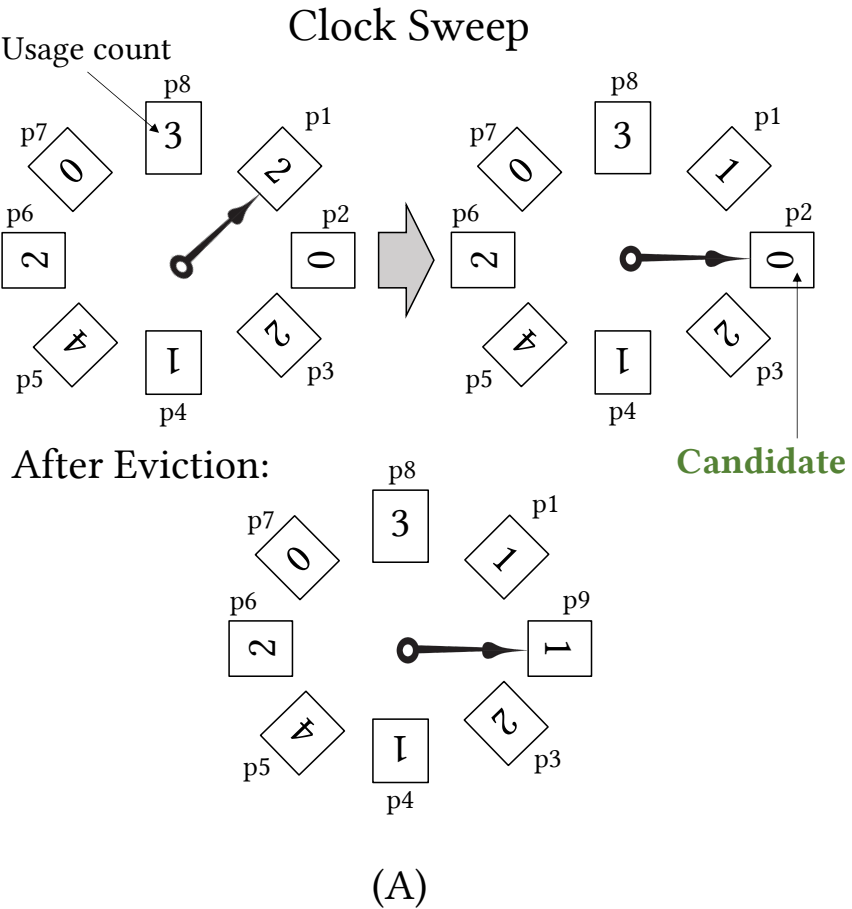 Clock Sweep
Usage count
p8
3
p7
0
p1
2
p6
2
p2
0
p5
4
p3
2
p4
1
p8
3
p7
0
p1
1
p6
2
p2
0
p5
4
p3
2
p4
1
Candidate
After Eviction:
p8
3
p7
0
p1
1
p6
2
p9
1
p5
4
p3
2
p4
1
(A)